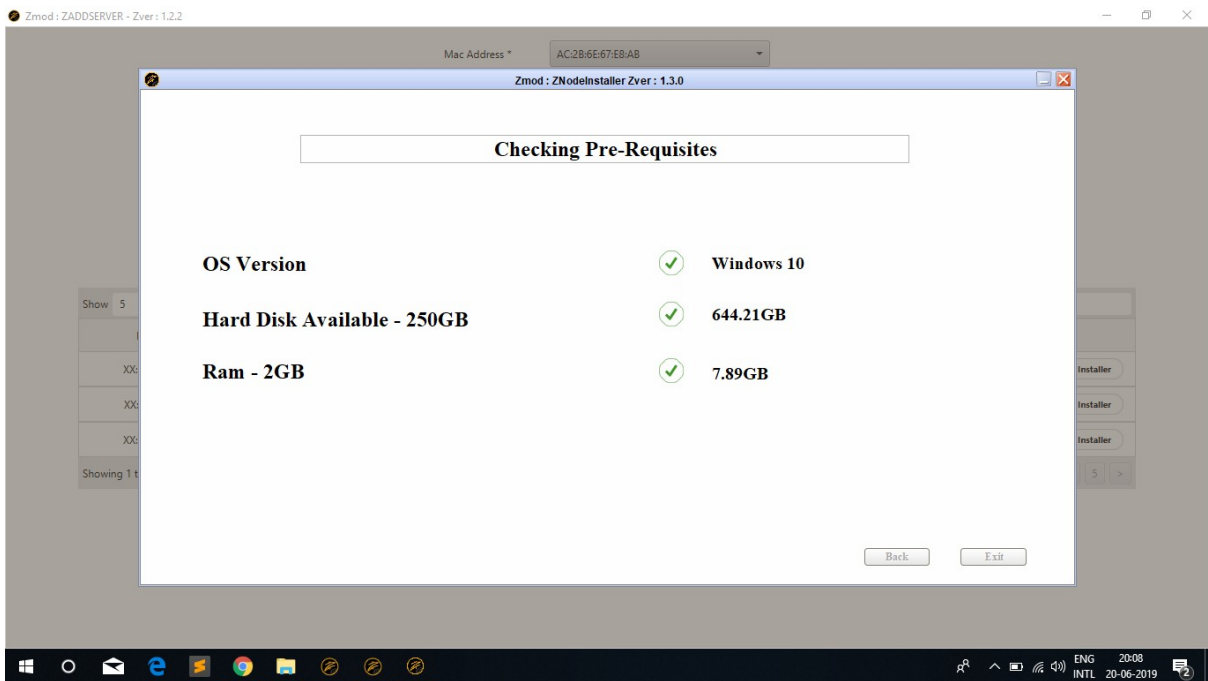 Zmod : ZADDSERVER - Zver : 1.2.2
Mac Address * AC:2B:6E:67:E8:AB
Zmod : ZNodeInstaller Zver : 1.3.0
Checking Pre-Requisites
OS Version Windows 10
Hard Disk Available - 250GB 644.21GB
Ram - 2GB 7.89GB
Show 5
XX: Installer
XX: Installer
XX: Installer
Showing 1 t 5 >
Back Exit
ENG 20:08
INTL 20-06-2019 2